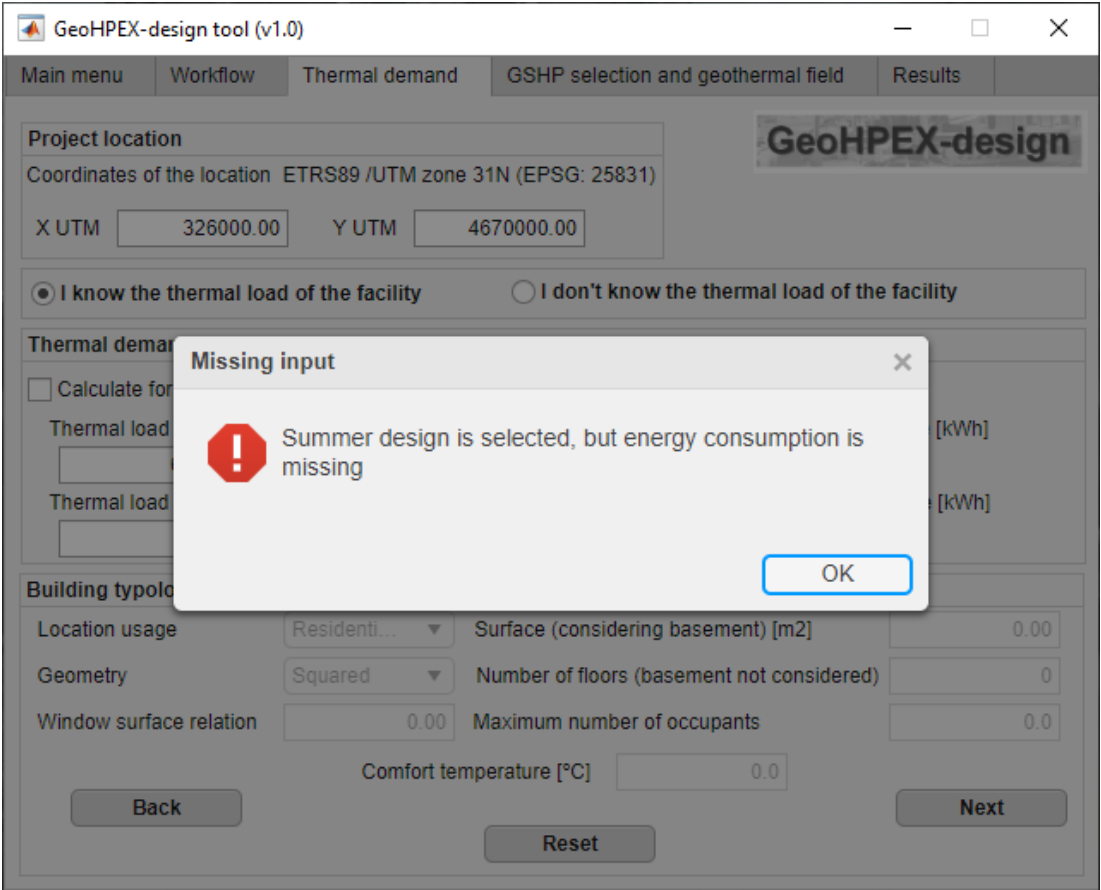 GeoHPEX-design tool (v1.0)
Main menu Workflow Thermal demand GSHP selection and geothermal field Results
GeoHPEX-design
Project location
Coordinates of the location ETRS89 /UTM zone 31N (EPSG: 25831)
X UTM 326000.00 Y UTM 4670000.00
I know the thermal load of the facility I don't know the thermal load of the facility
Thermal
Missing input
Calculate for
Summer design is selected, but energy consumption is
missing
Thermal load [kWh]
Thermal load [kWh]
OK
Building
Location usage Residenti... Surface (considering basement) [m2] 0.00
Geometry Squared Number of floors (basement not considered) 0
Window surface relation 0.00 Maximum number of occupants 0.0
Comfort temperature [ºC] 0.0
Back Next
Reset